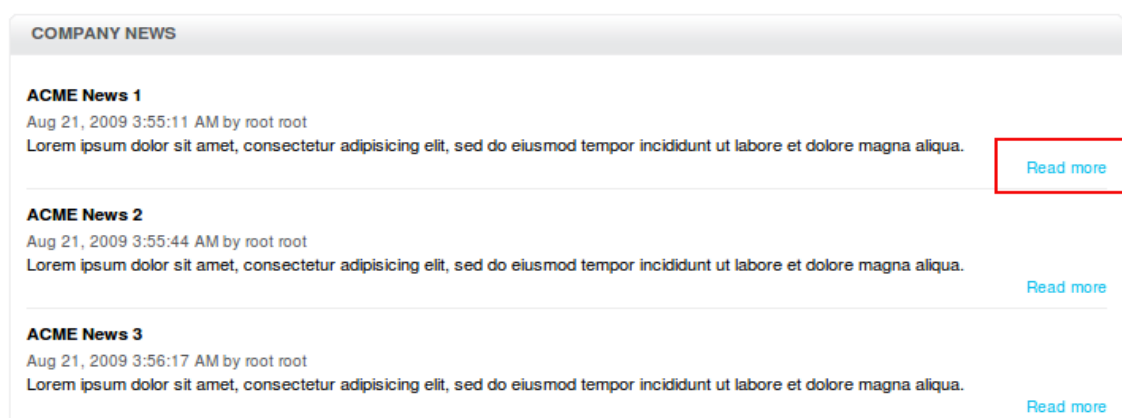 COMPANY NEWS
ACME News 1
Aug 21, 2009 3:55:11 AM by root root
Lorem ipsum dolor sit amet, consectetur adipisicing elit, sed do eiusmod tempor incididunt ut labore et dolore magna aliqua.
Read more
ACME News 2
Aug 21, 2009 3:55:44 AM by root root
Lorem ipsum dolor sit amet, consectetur adipisicing elit, sed do eiusmod tempor incididunt ut labore et dolore magna aliqua.
Read more
ACME News 3
Aug 21, 2009 3:56:17 AM by root root
Lorem ipsum dolor sit amet, consectetur adipisicing elit, sed do eiusmod tempor incididunt ut labore et dolore magna aliqua.
Read more